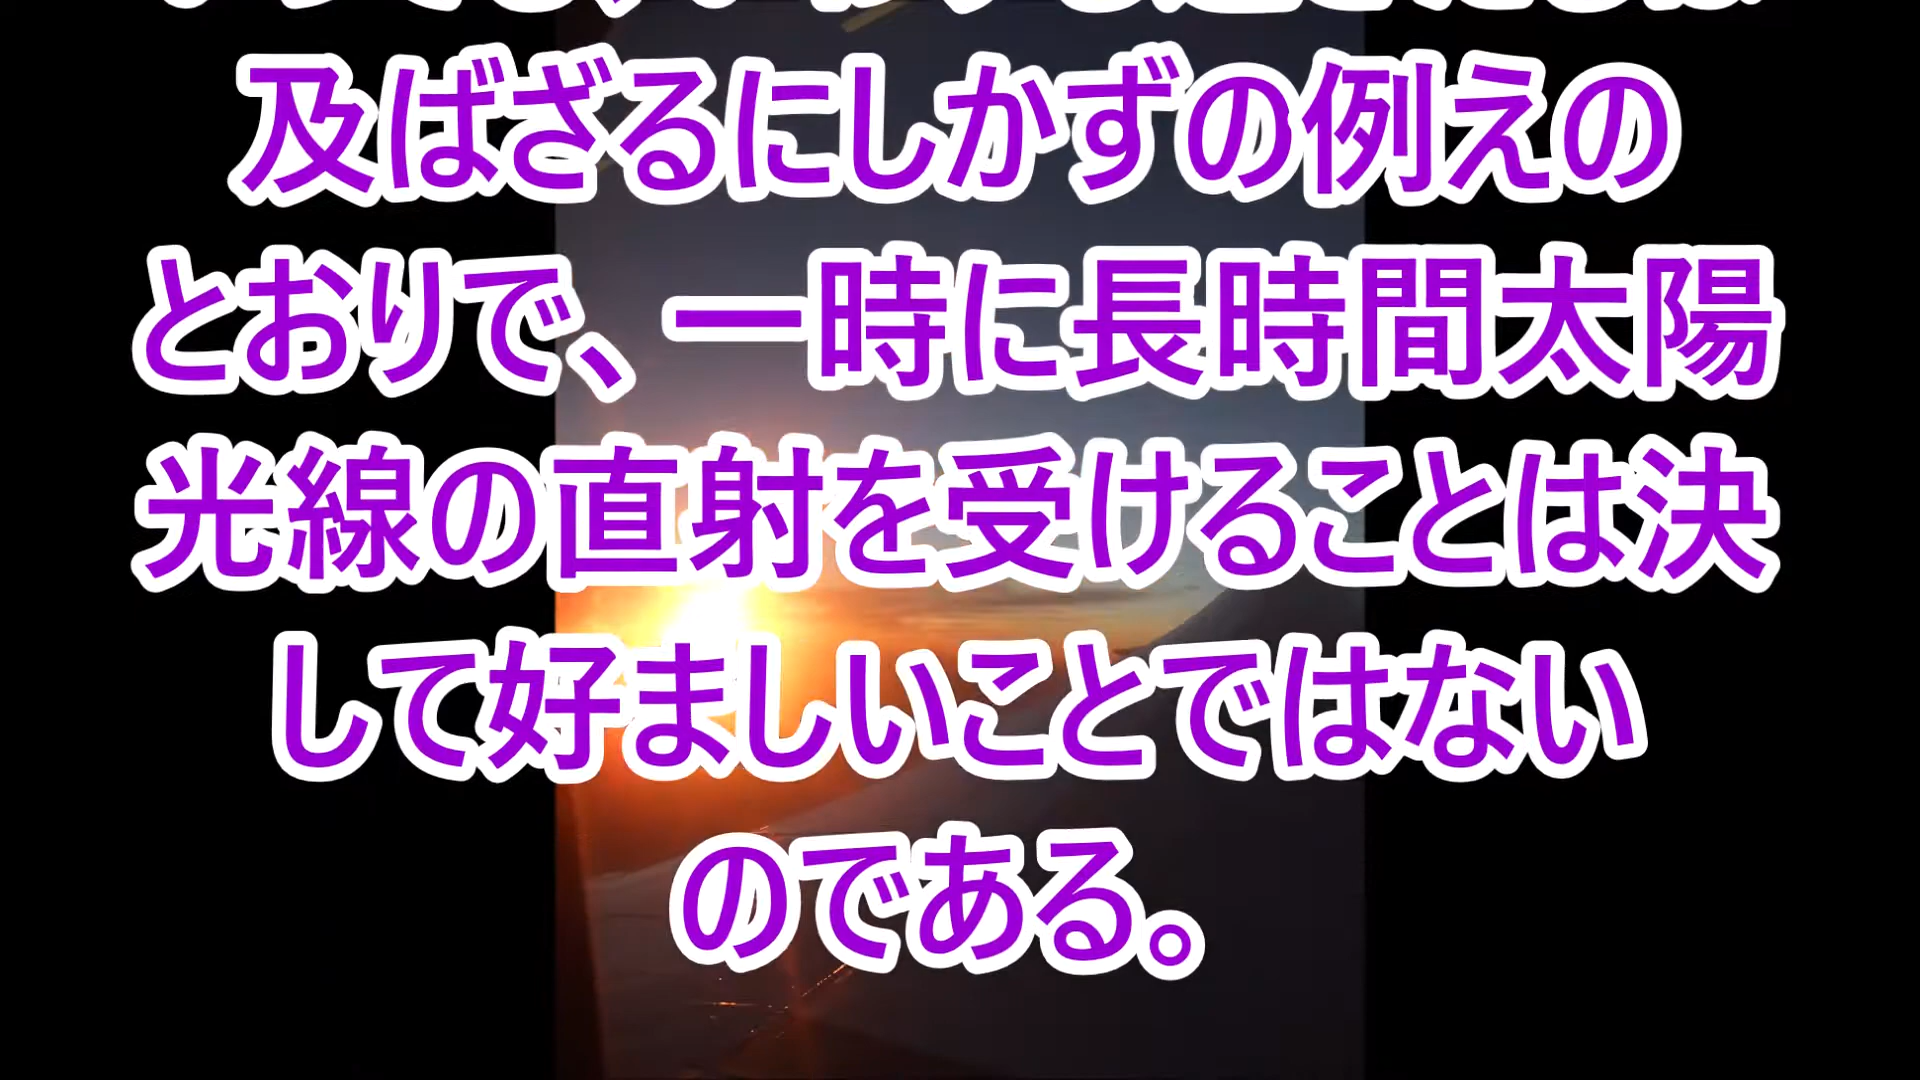 及ばざるにしかずの例えの
とおりで、一時に長時間太陽
光線の直射を受けることは決
して好ましいことではない
のである。